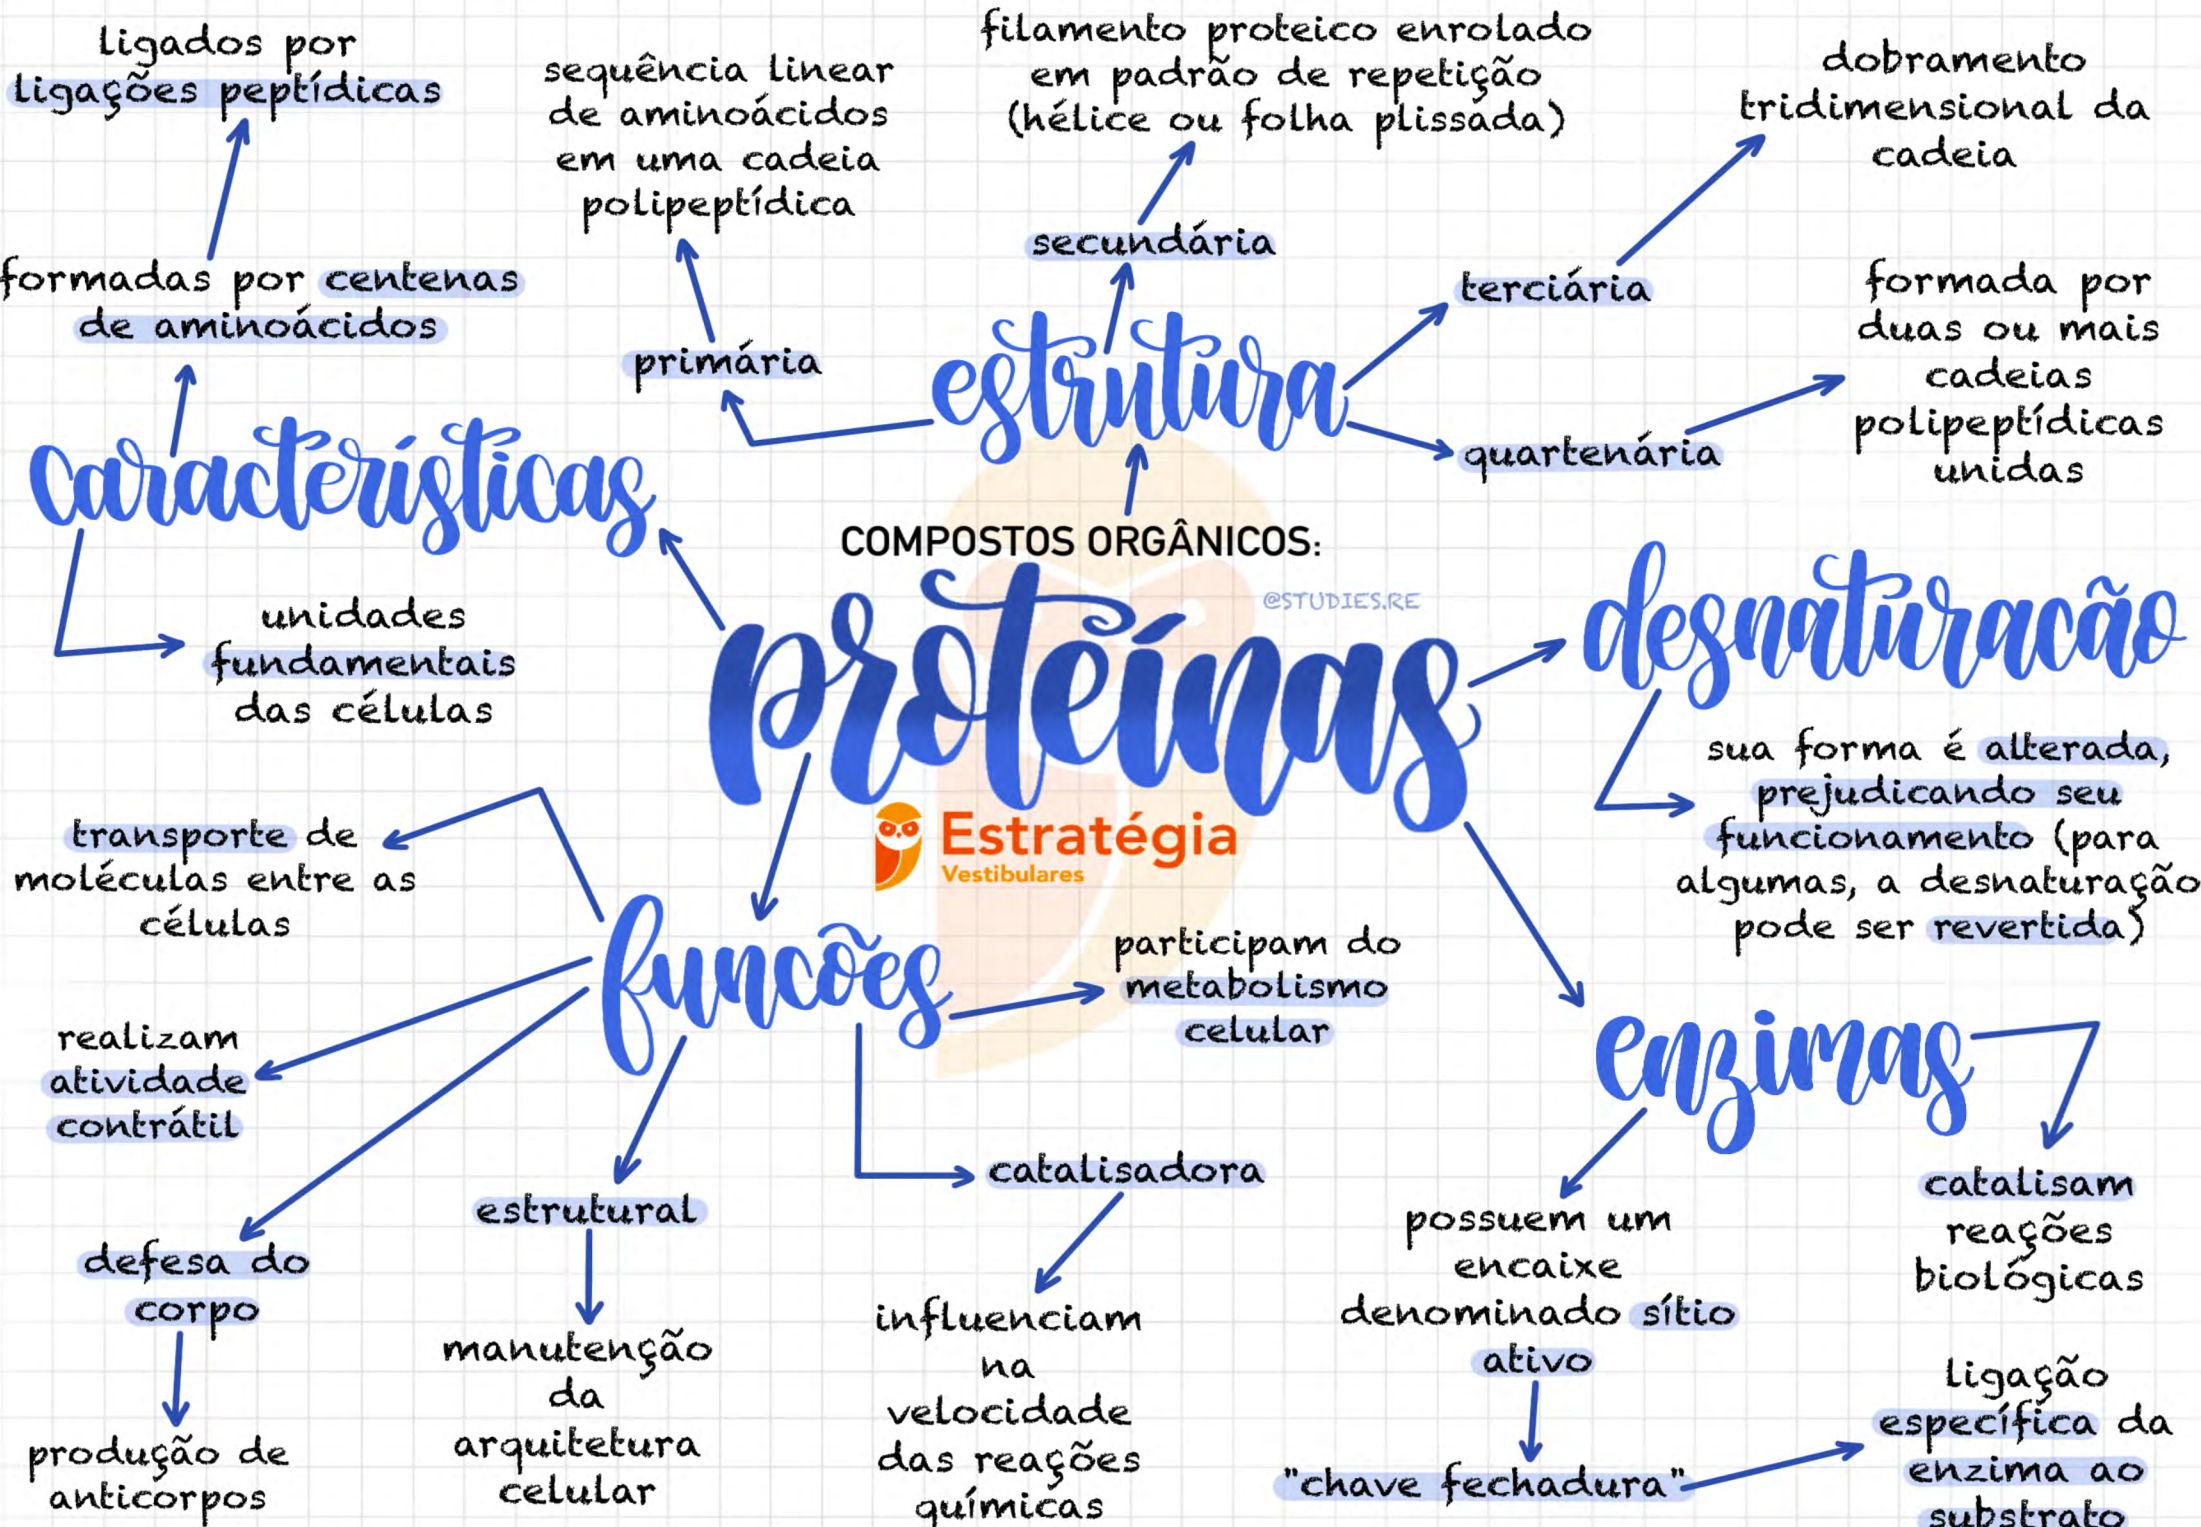 ligados por
ligações peptídicas
formadas por centenas
de aminoácidos
características
unidades
fundamentais
das células
sequência linear
de aminoácidos
em uma cadeia
polipeptídica
primária
filamento proteico enrolado
em padrão de repetição
(hélice ou folha plissada)
secundária
estrutura
dobramento
tridimensional da
cadeia
terciária
formada por
duas ou mais
cadeias
polipeptídicas
unidas
quartenária
COMPOSTOS ORGÂNICOS:
@STUDIES.RE
proteínas
Estratégia
Vestibulares
desnaturacão
sua forma é alterada,
prejudicando seu
funcionamento (para
algumas, a desnaturação
pode ser revertida)
transporte de
moléculas entre as
células
funcões
participam do
metabolismo
celular
realizam
atividade
contrátil
defesa do
corpo
produção de
anticorpos
estrutural
manutenção
da
arquitetura
celular
catalisadora
influenciam
na
velocidade
das reações
químicas
enzimas
possuem um
encaixe
denominado sítio
ativo
"chave fechadura"
catalisam
reações
biológicas
ligação
específica da
enzima ao
substrato